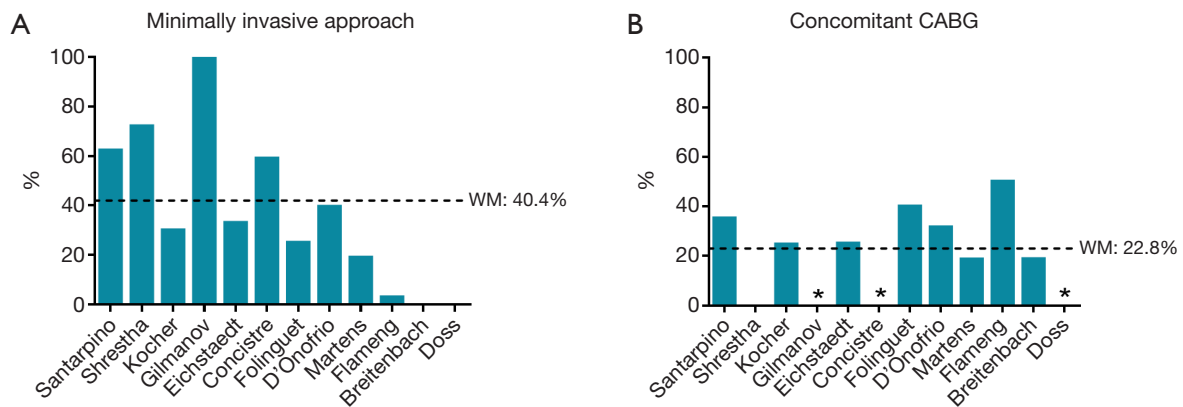 A
Minimally invasive approach
100
80
60
40
20
0
%
WM: 40.4%
Santarpino
Shrestha
Kocher
Gilmanov
Eichstaedt
Concistre
Folinguet
D'Onofrio
Martens
Flameng
Breitenbach
Doss
B
Concomitant CABG
100
80
60
40
20
0
%
* * *
WM: 22.8%
Santarpino
Shrestha
Kocher
Gilmanov
Eichstaedt
Concistre
Folinguet
D'Onofrio
Martens
Flameng
Breitenbach
Doss